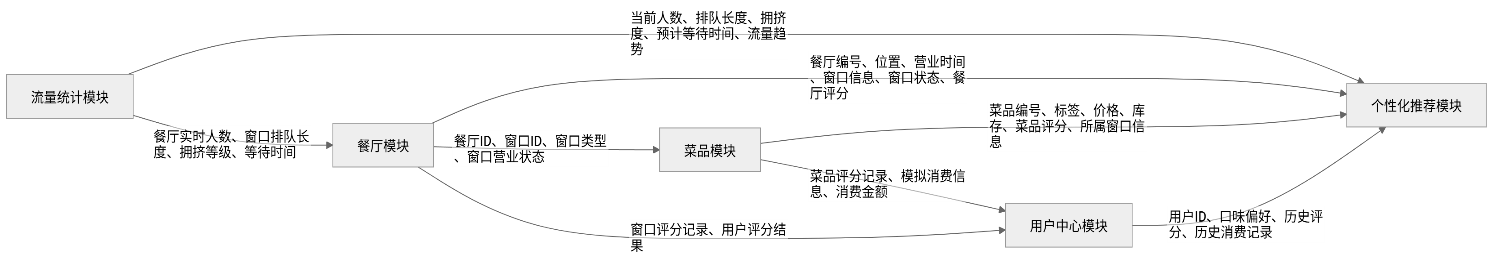 当前人数、排队长度、拥挤
度、预计等待时间、流量趋
势
餐厅编号、位置、营业时间
、窗口信息、窗口状态、餐
厅评分
流量统计模块
个性化推荐模块
菜品编号、标签、价格、库
存、菜品评分、所属窗口信
息
餐厅实时人数、窗口排队长
度、拥挤等级、等待时间
餐厅模块
餐厅ID、窗口ID、窗口类型
、窗口营业状态
菜品模块
菜品评分记录、模拟消费信
息、消费金额
窗口评分记录、用户评分结
果
用户中心模块
用户ID、口味偏好、历史评
分、历史消费记录